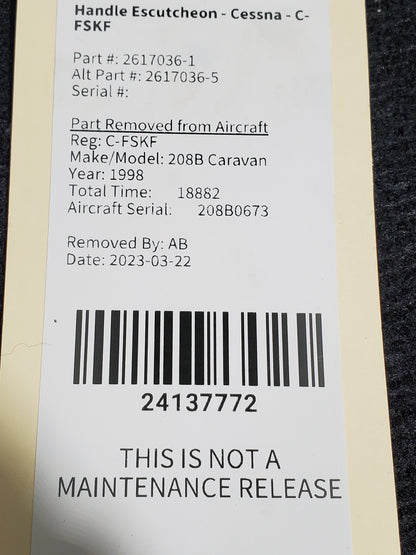 Handle Escutcheon - Cessna - C-
FSKF
Part #: 2617036-1
Alt Part #: 2617036-5
Serial #:
Part Removed from Aircraft
Reg: C-FSKF
Make/Model: 208B Caravan
Year: 1998
Total Time: 18882
Aircraft Serial: 208B0673
Removed By: AB
Date: 2023-03-22
24137772
THIS IS NOT A
MAINTENANCE RELEASE